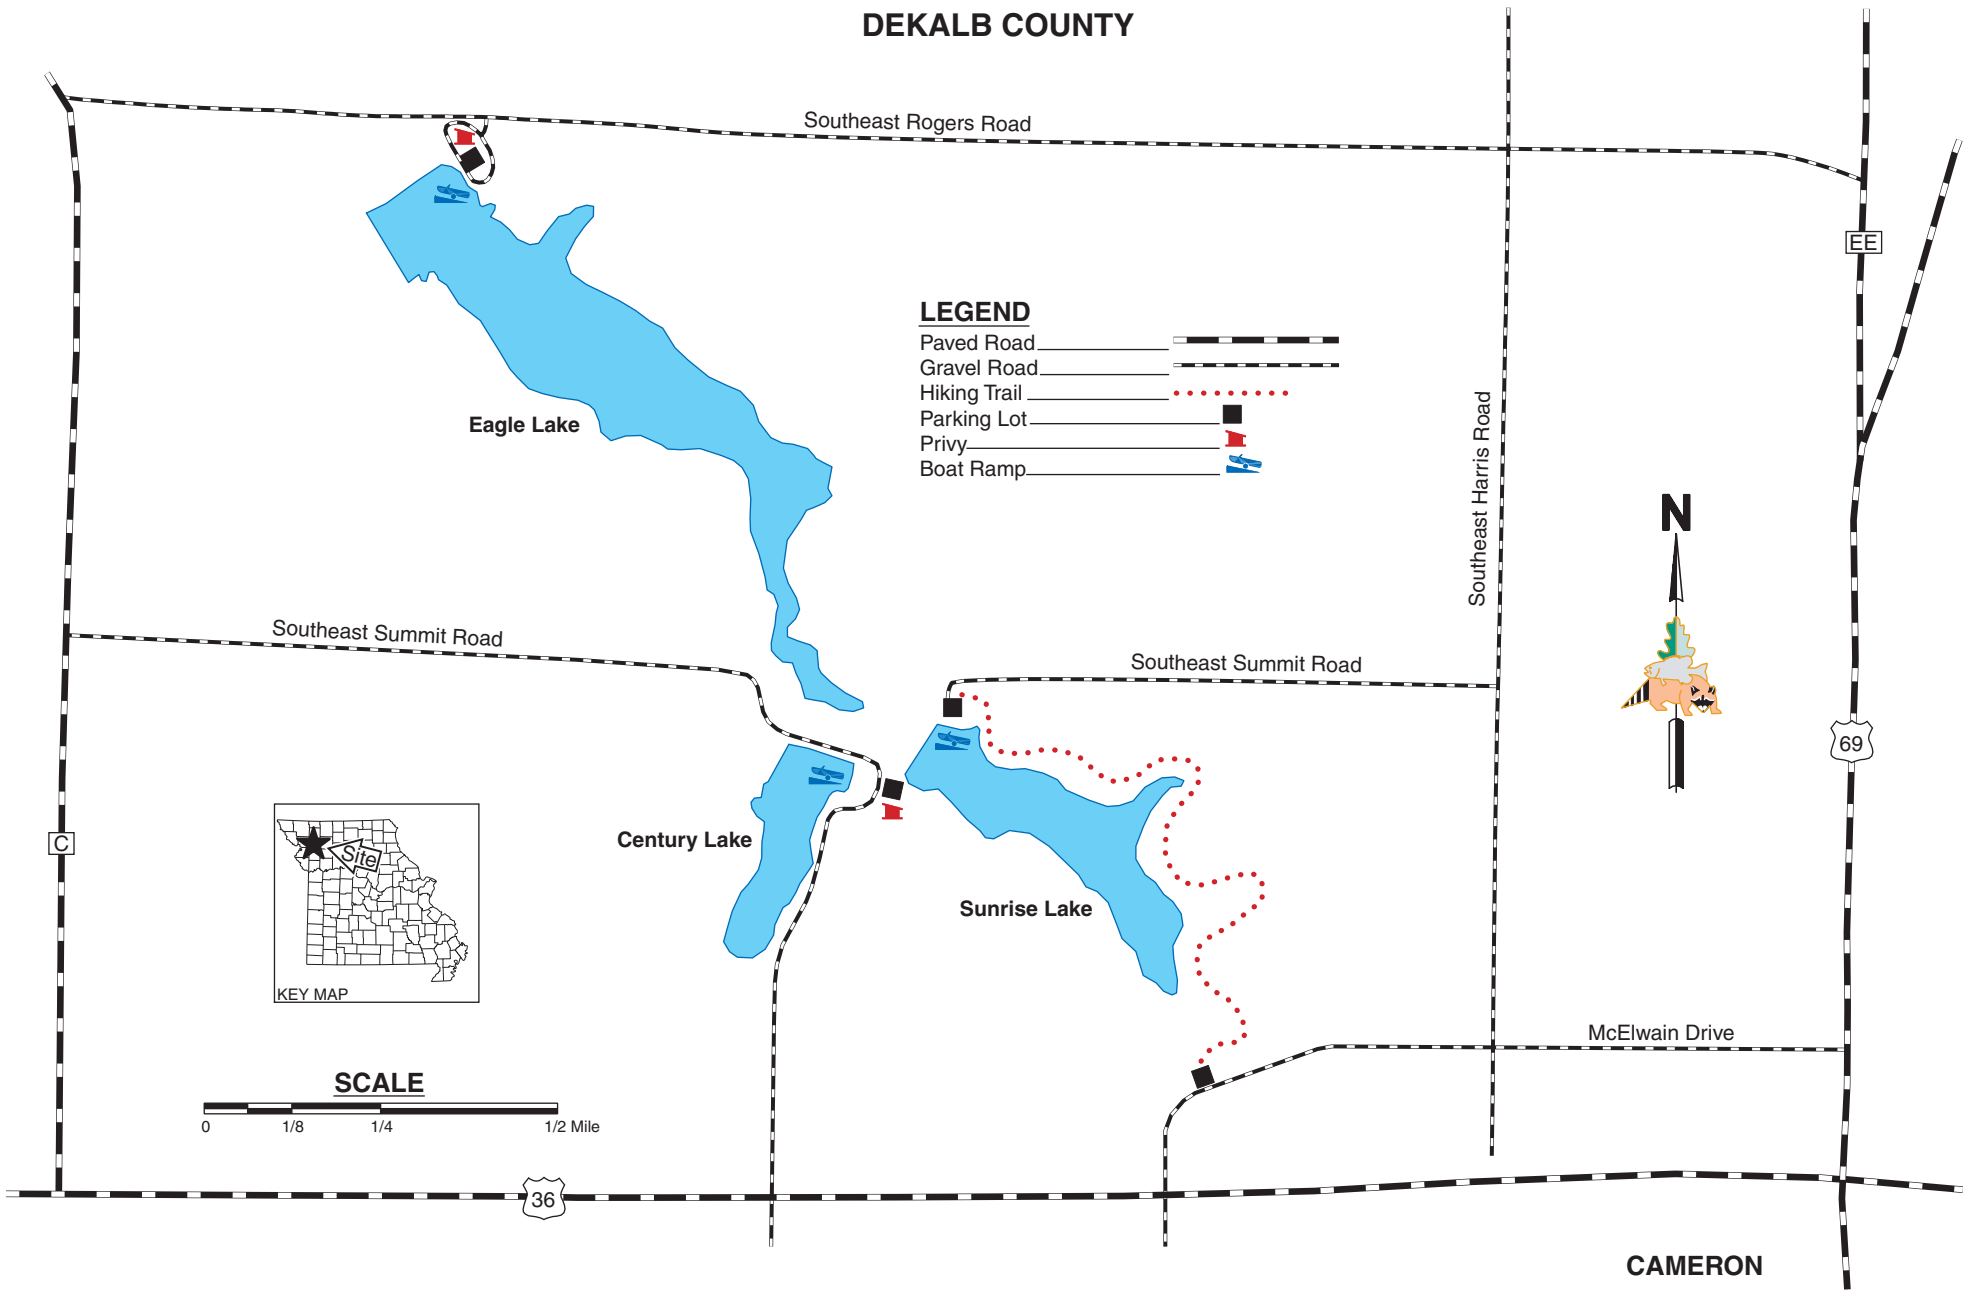 DEKALB COUNTY
Southeast Rogers Road
EE
LEGEND
Paved Road
Gravel Road
Hiking Trail
Parking Lot
Privy
Boat Ramp
Southeast Harris Road
Eagle Lake
N
Southeast Summit Road
Southeast Summit Road
69
C
Site
KEY MAP
Century Lake
Sunrise Lake
McElwain Drive
SCALE
0 1/8 1/4 1/2 Mile
36
CAMERON